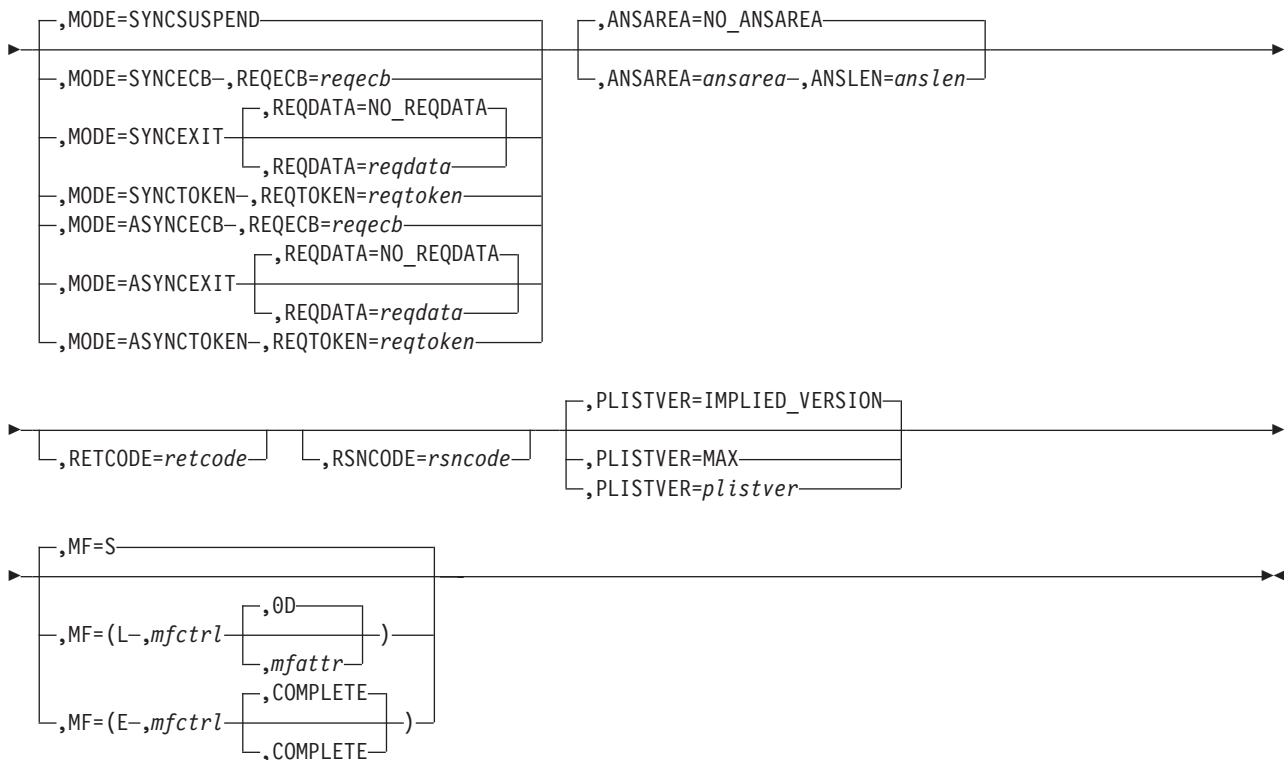 ,MODE=SYNCSUSPEND ,ANSAREA=NO_ANSAREA
,MODE=SYNCECB–,REQECB=reqecb ,ANSAREA=ansarea–,ANSLEN=anslen
,REQDATA=NO_REQDATA
,MODE=SYNCEXIT
,REQDATA=reqdata
,MODE=SYNCTOKEN–,REQTOKEN=reqtoken
,MODE=ASYNCECB–,REQECB=reqecb
,REQDATA=NO_REQDATA
,MODE=ASYNCEXIT
,REQDATA=reqdata
,MODE=ASYNCTOKEN–,REQTOKEN=reqtoken
,PLISTVER=IMPLIED_VERSION
,RETCODE=retcode ,RSNCODE=rsncode ,PLISTVER=MAX
,PLISTVER=plistver
,MF=S
,0D
,MF=(L–,mfctrl )
,mfattr
,COMPLETE
,MF=(E–,mfctrl )
,COMPLETE